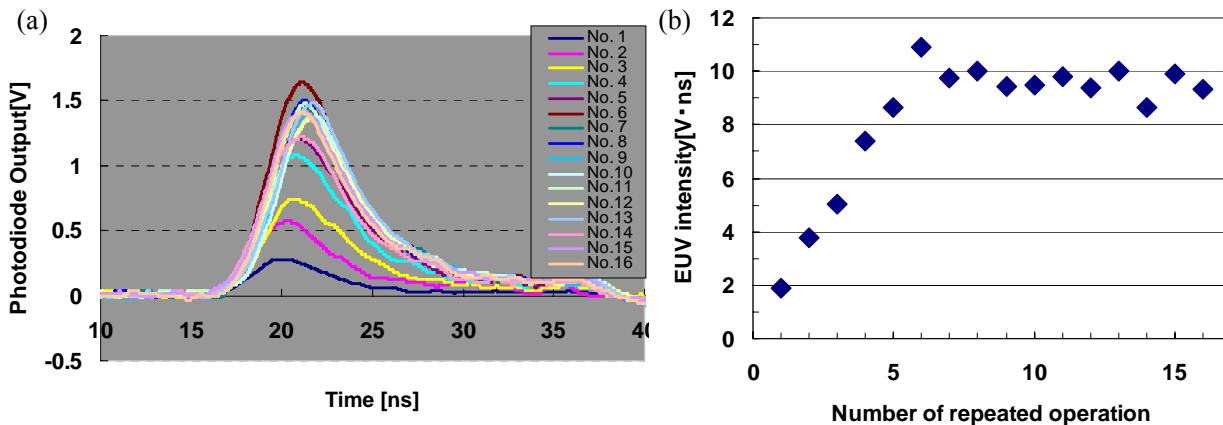 (a)
2
1.5
1
0.5
0
-0.5
Photodiode Output[V]
10 15 20 25 30 35 40
Time [ns]
No. 1
No. 2
No. 3
No. 4
No. 5
No. 6
No. 7
No. 8
No. 9
No.10
No.11
No.12
No.13
No.14
No.15
No.16
(b)
12
10
8
6
4
2
0
EUV intensity[V･ns]
0 5 10 15
Number of repeated operation